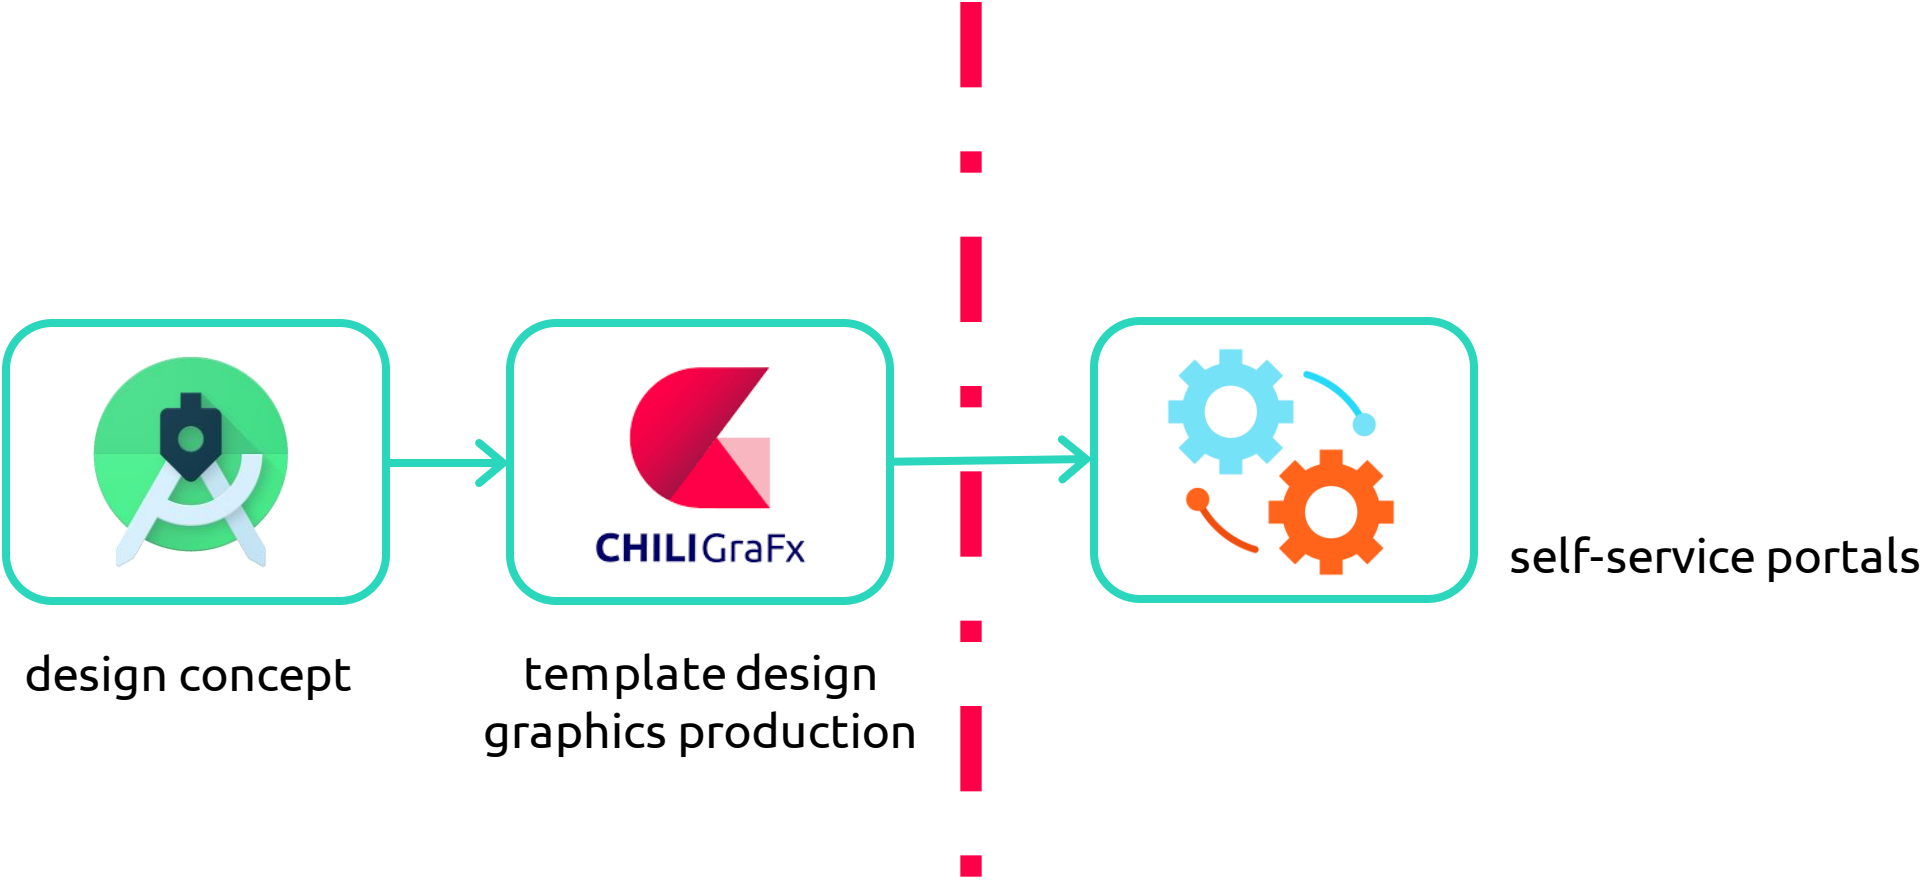 CHILI GraFx
self-service portals
design concept
template design
graphics production